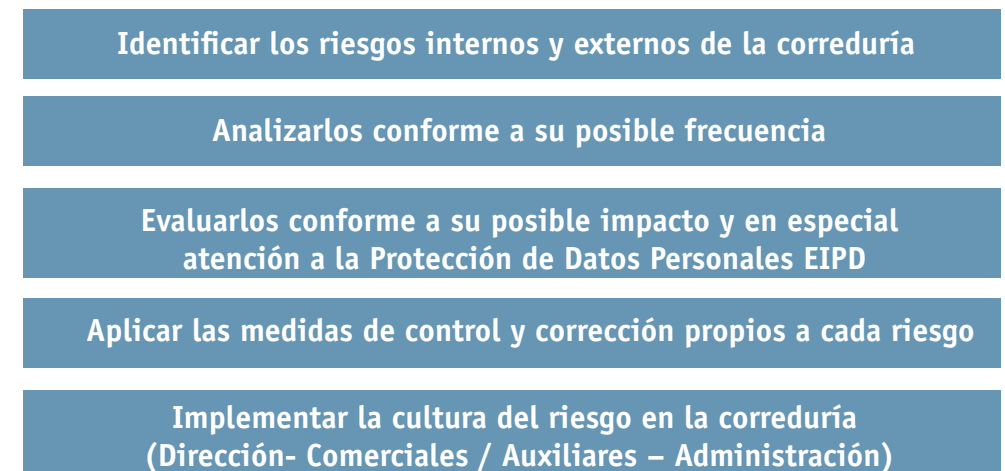 Identificar los riesgos internos y externos de la correduría
Analizarlos conforme a su posible frecuencia
Evaluarlos conforme a su posible impacto y en especial
atención a la Protección de Datos Personales EIPD
Aplicar las medidas de control y corrección propios a cada riesgo
Implementar la cultura del riesgo en la correduría
(Dirección- Comerciales / Auxiliares – Administración)